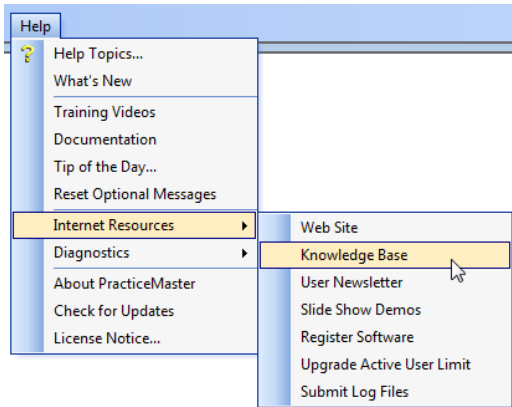 Help
Help Topics...
What's New
Training Videos
Documentation
Tip of the Day...
Reset Optional Messages
Internet Resources
Diagnostics
About PracticeMaster
Check for Updates
License Notice...
Web Site
Knowledge Base
User Newsletter
Slide Show Demos
Register Software
Upgrade Active User Limit
Submit Log Files